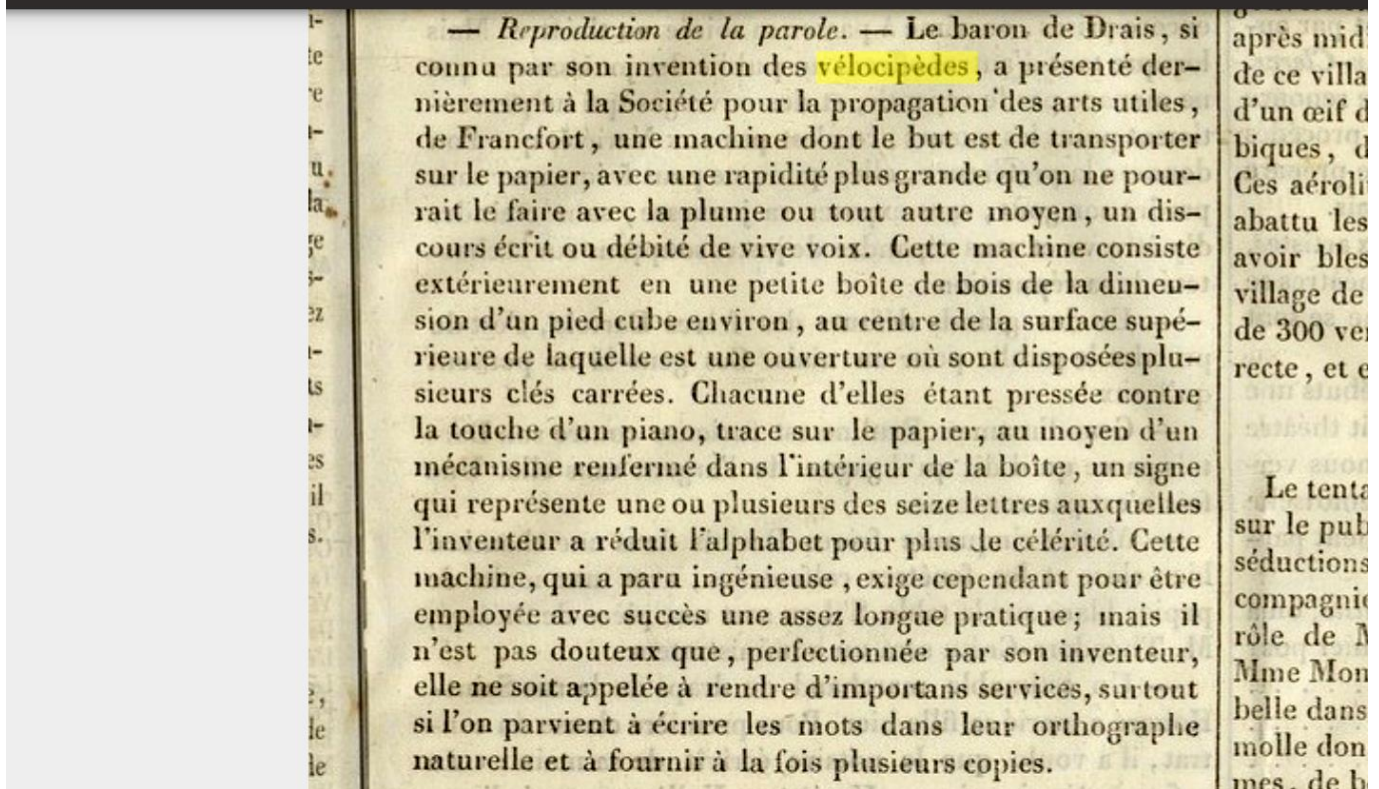 — Reproduction de la parole. — Le baron de Drais, si
connu par son invention des vélocipèdes, a présenté der-
nièrement à la Société pour la propagation des arts utiles,
de Francfort, une machine dont le but est de transporter
sur le papier, avec une rapidité plus grande qu'on ne pour-
rait le faire avec la plume ou tout autre moyen, un dis-
cours écrit ou débité de vive voix. Cette machine consiste
extérieurement en une petite boîte de bois de la dimen-
sion d'un pied cube environ, au centre de la surface supé-
rieure de laquelle est une ouverture où sont disposées plu-
sieurs clés carrées. Chacune d'elles étant pressée contre
la touche d'un piano, trace sur le papier, au moyen d'un
mécanisme renfermé dans l'intérieur de la boîte, un signe
qui représente une ou plusieurs des seize lettres auxquelles
l'inventeur a réduit l'alphabet pour plus de célérité. Cette
machine, qui a paru ingénieuse, exige cependant pour être
employée avec succès une assez longue pratique; mais il
n'est pas douteux que, perfectionnée par son inventeur,
elle ne soit appelée à rendre d'importans services, surtout
si l'on parvient à écrire les mots dans leur orthographe
naturelle et à fournir à la fois plusieurs copies.
après mid
de ce villa
d'un œif d
biques, d
Ces aéroli
abattu les
avoir bles
village de
de 300 ver
recte, et e
Le tenta
sur le pub
séductions
compagnie
rôle de M
Mme Mon
belle dans
molle don
mes, de b